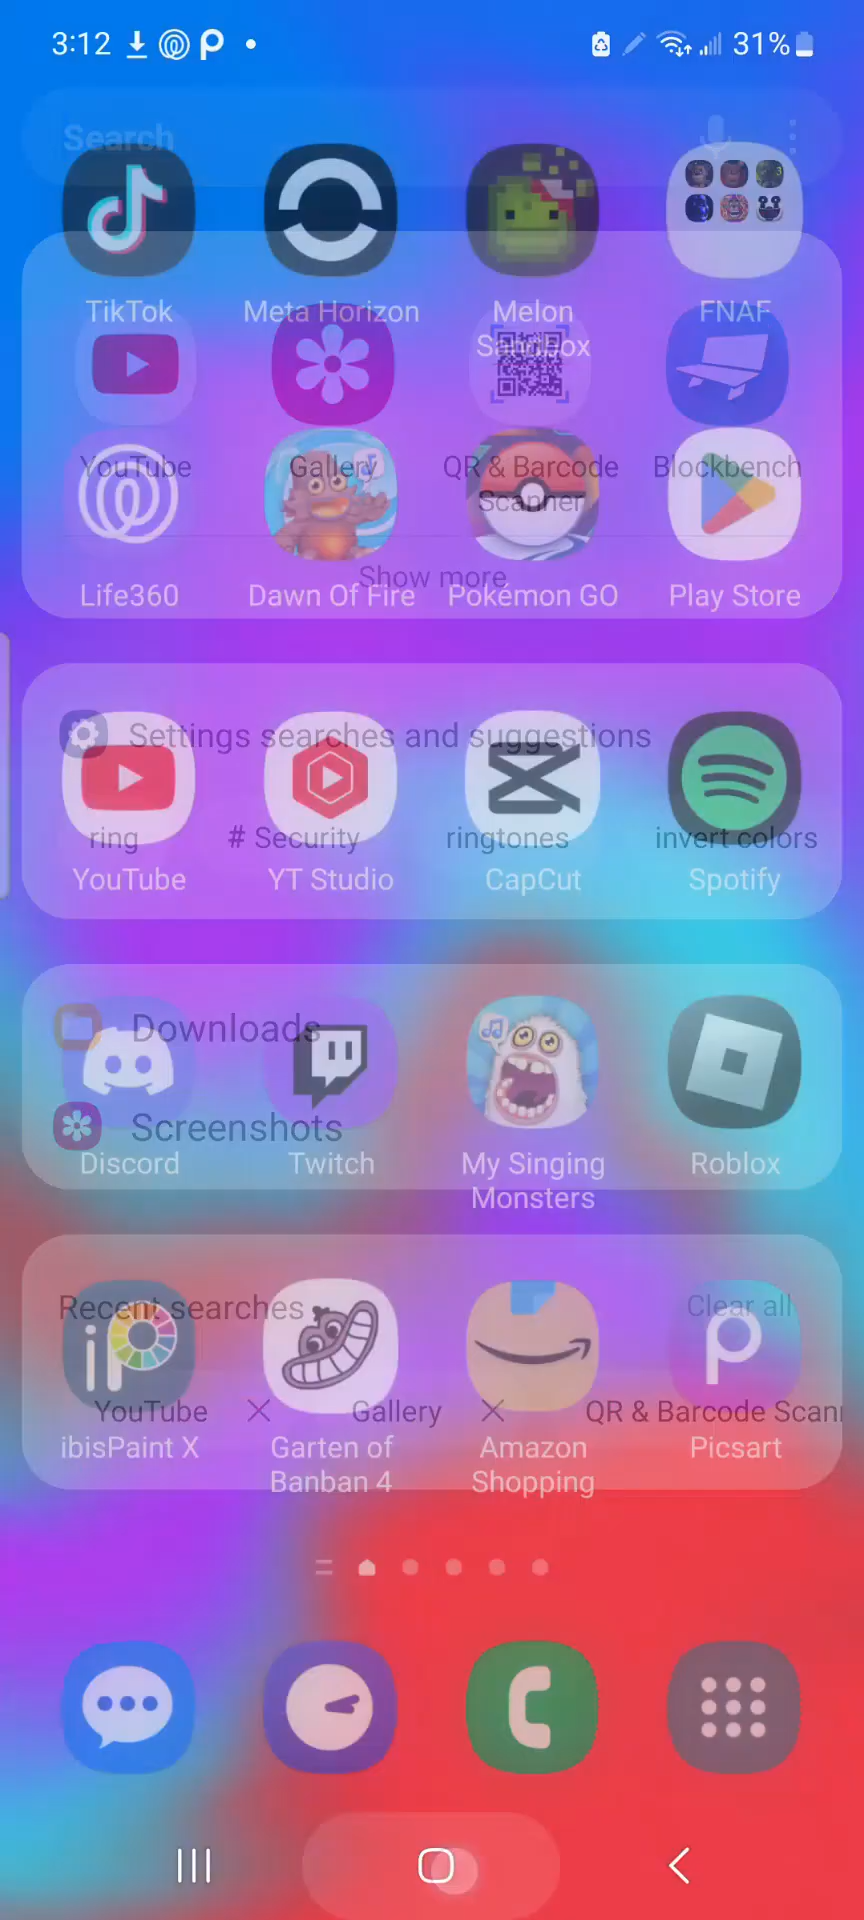 3:12
31%
Search
TikTok
Meta Horizon
Melon Sandbox
FNAF
3
YouTube
Gallery
QR & Barcode Scanner
Blockbench
Show more
Life360
Dawn Of Fire
Pokémon GO
Play Store
Settings searches and suggestions
ring
# Security
ringtones
invert colors
YouTube
YT Studio
CapCut
Spotify
Downloads
Screenshots
Discord
Twitch
My Singing Monsters
Roblox
Recent searches
Clear all
YouTube
Gallery
QR & Barcode Scan
ibisPaint X
Garten of Banban 4
Amazon Shopping
Picsart